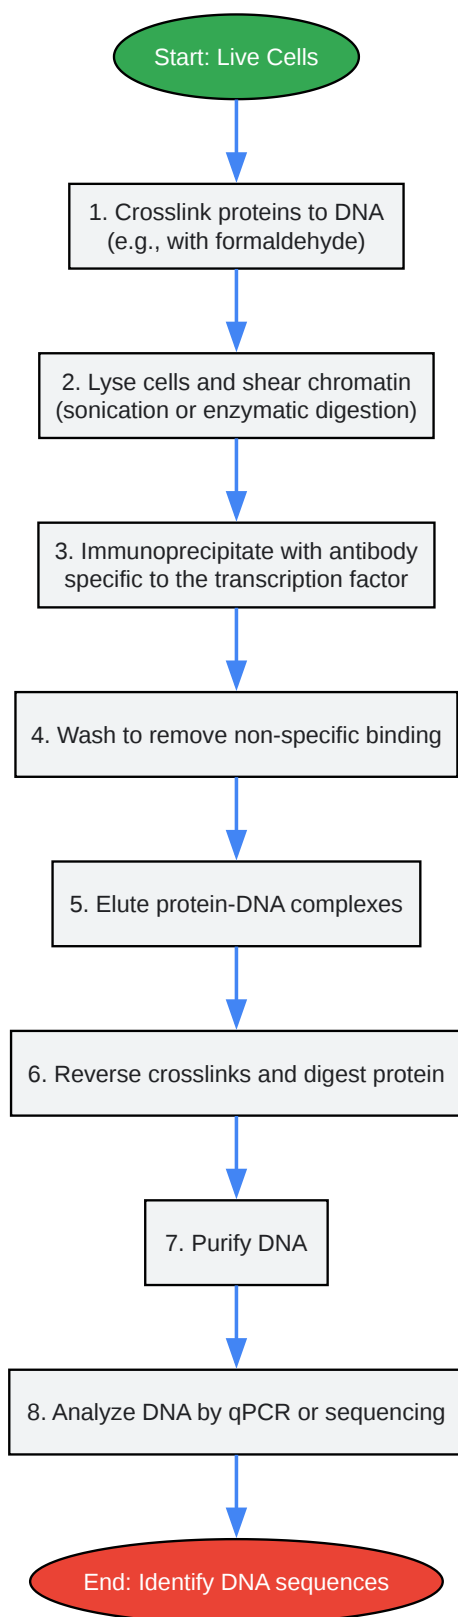 Start: Live Cells
1. Crosslink proteins to DNA
(e.g., with formaldehyde)
2. Lyse cells and shear chromatin
(sonication or enzymatic digestion)
3. Immunoprecipitate with antibody
specific to the transcription factor
4. Wash to remove non-specific binding
5. Elute protein-DNA complexes
6. Reverse crosslinks and digest protein
7. Purify DNA
8. Analyze DNA by qPCR or sequencing
End: Identify DNA sequences